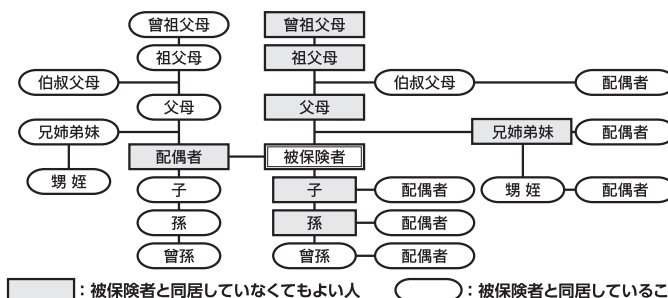 曾祖父母 曾祖父母
祖父母 祖父母
伯叔父母 伯叔父母 配偶者
父母 父母
兄姉弟妹 兄姉弟妹 配偶者
配偶者 被保険者
甥 姪 子 子 配偶者 甥 姪 配偶者
孫 孫 配偶者
曾孫 曾孫 配偶者
:被保険者と同居していなくてもよい人 :被保険者と同居しているこ